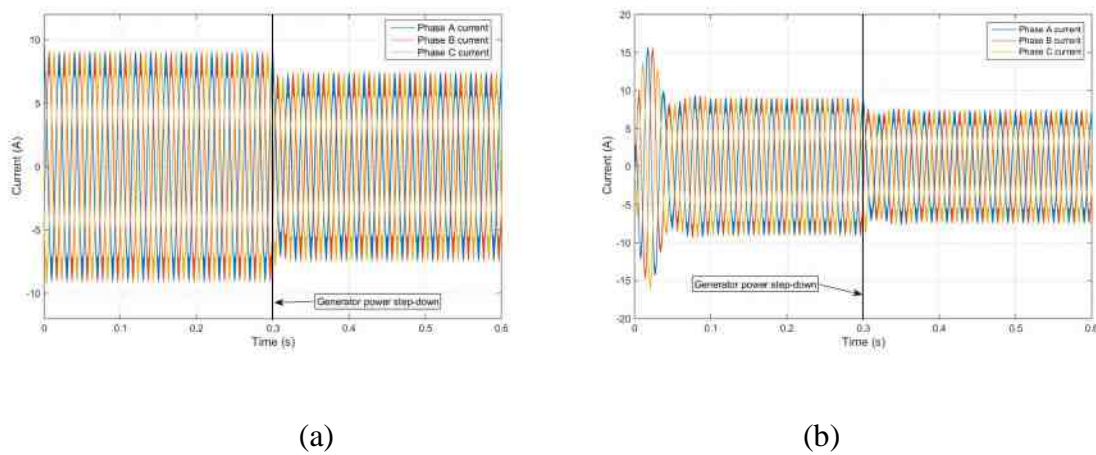 Phase A current
Phase B current
Phase C current
10
5
0
-5
-10
Current (A)
Generator power step-down
0
0.1
0.2
0.3
0.4
0.5
0.6
Time (s)
(a)
20
15
10
5
0
-5
-10
-15
-20
Current (A)
Phase A current
Phase B current
Phase C current
Generator power step-down
0
0.1
0.2
0.3
0.4
0.5
0.6
Time (s)
(b)